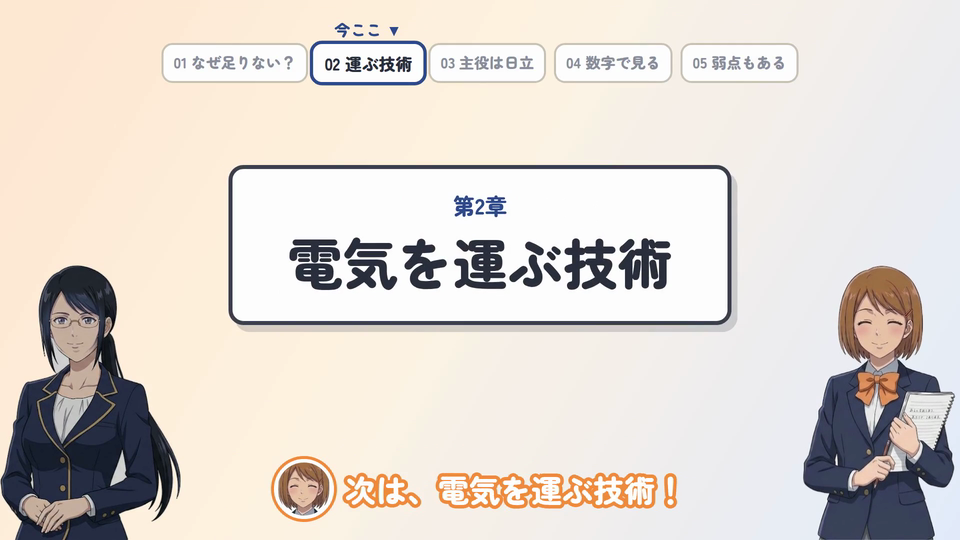 今ここ ▼
01 なぜ足りない？
02 運ぶ技術
03 主役は日立
04 数字で見る
05 弱点もある
第2章
電気を運ぶ技術
次は、電気を運ぶ技術！